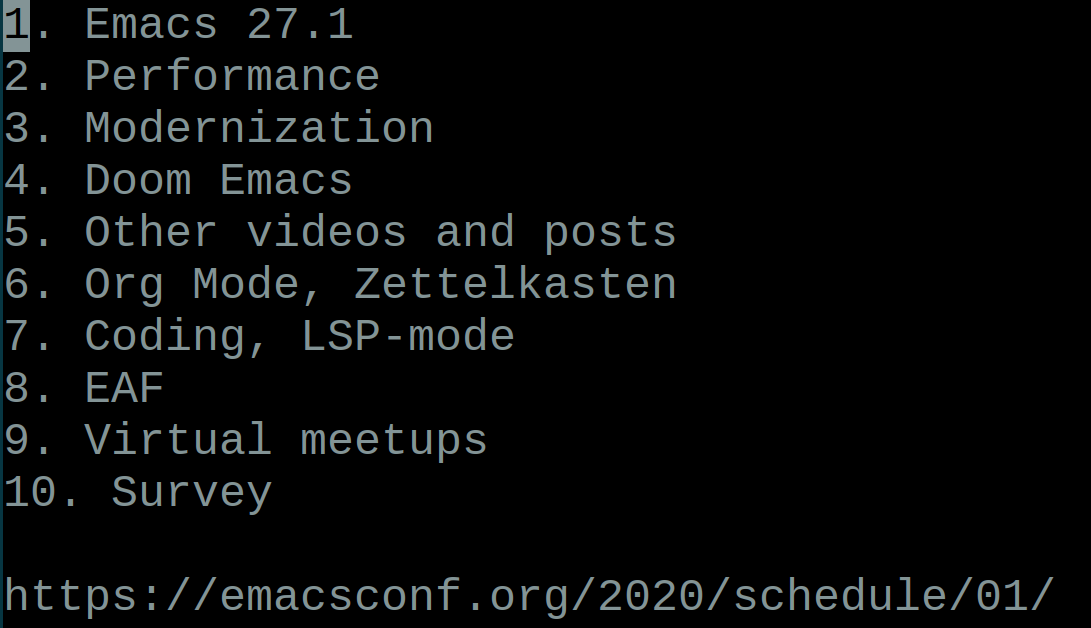 1. Emacs 27.1
2. Performance
3. Modernization
4. Doom Emacs
5. Other videos and posts
6. Org Mode, Zettelkasten
7. Coding, LSP-mode
8. EAF
9. Virtual meetups
10. Survey
https://emacsconf.org/2020/schedule/01/